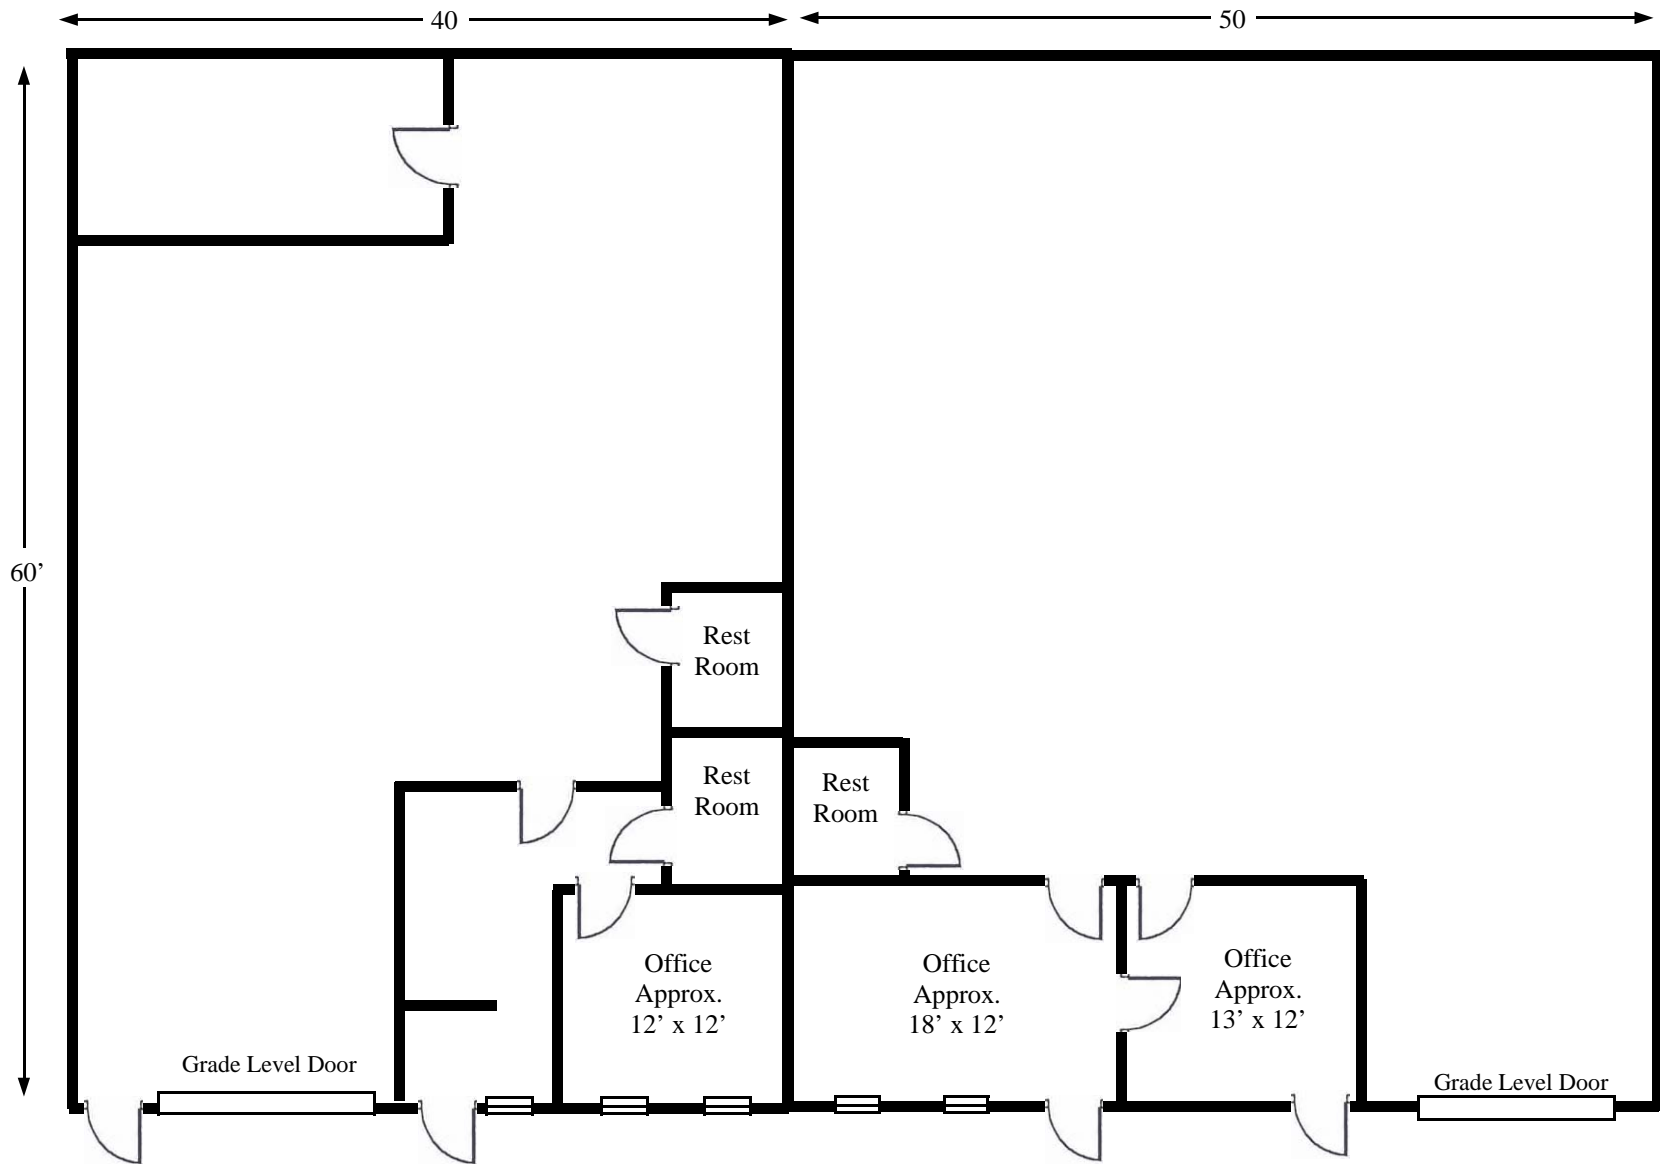 40
50
60’
Rest
Room
Rest
Room
Rest
Room
Office
Approx.
12’ x 12’
Office
Approx.
18’ x 12’
Office
Approx.
13’ x 12’
Grade Level Door
Grade Level Door